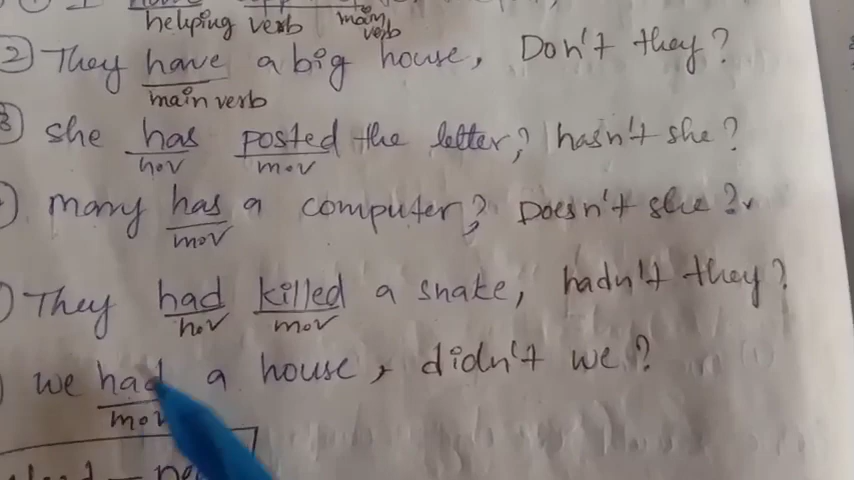 helping verb main
verb
2 They have a big house, Don't they?
main verb
3 she has posted the letter, hasn't she?
h.v m.v
many has a computer? Doesn't she?
m.v
They had killed a snake, hadn't they?
h.v m.v
we had a house, didn't we?
m.v